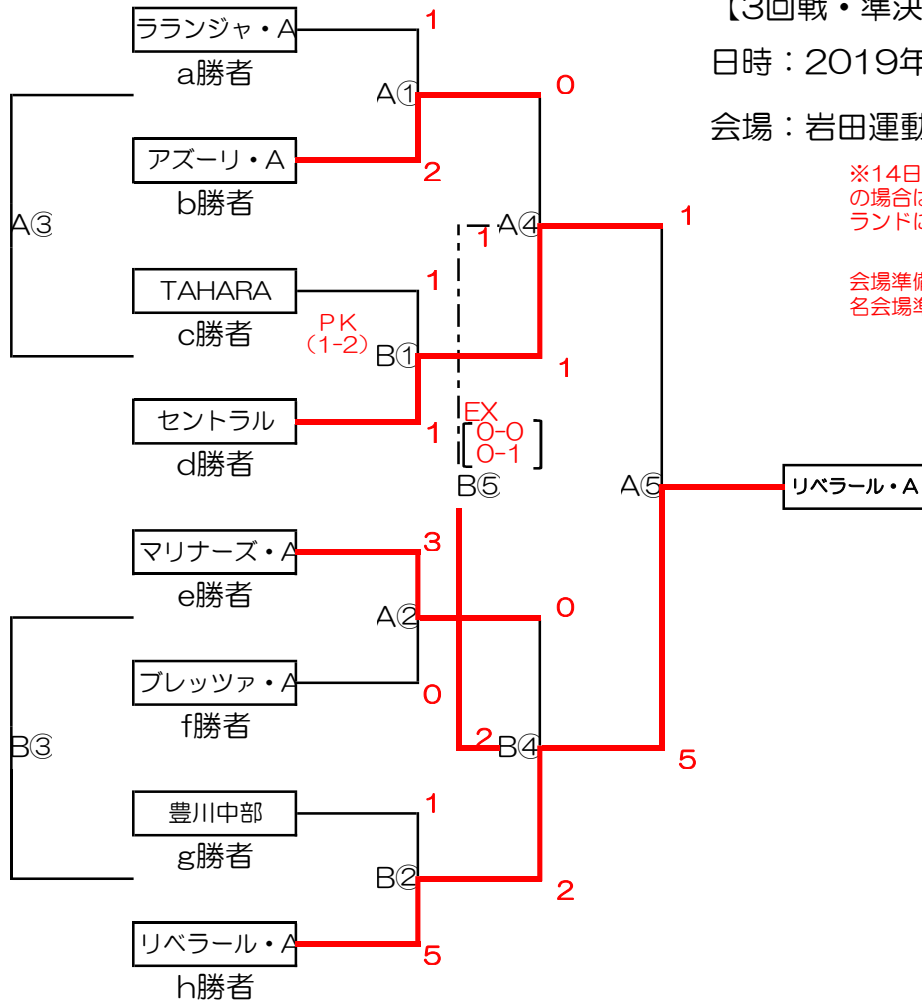 【3回戦・準決
日時：2019年
会場：岩田運動
※14日
の場合は
ランドに
会場準備
名会場準
ラランジャ・A
a勝者
1
A①
0
アズーリ・A
b勝者
2
A③
1
A④
1
TAHARA
c勝者
1
PK
(1-2)
B①
1
セントラル
d勝者
1
EX
0-0
0-1
B⑤
A⑤
リベラール・A
マリナーズ・A
e勝者
3
A②
0
ブレッツァ・A
f勝者
0
B③
2
B④
5
豊川中部
g勝者
1
B②
2
リベラール・A
h勝者
5